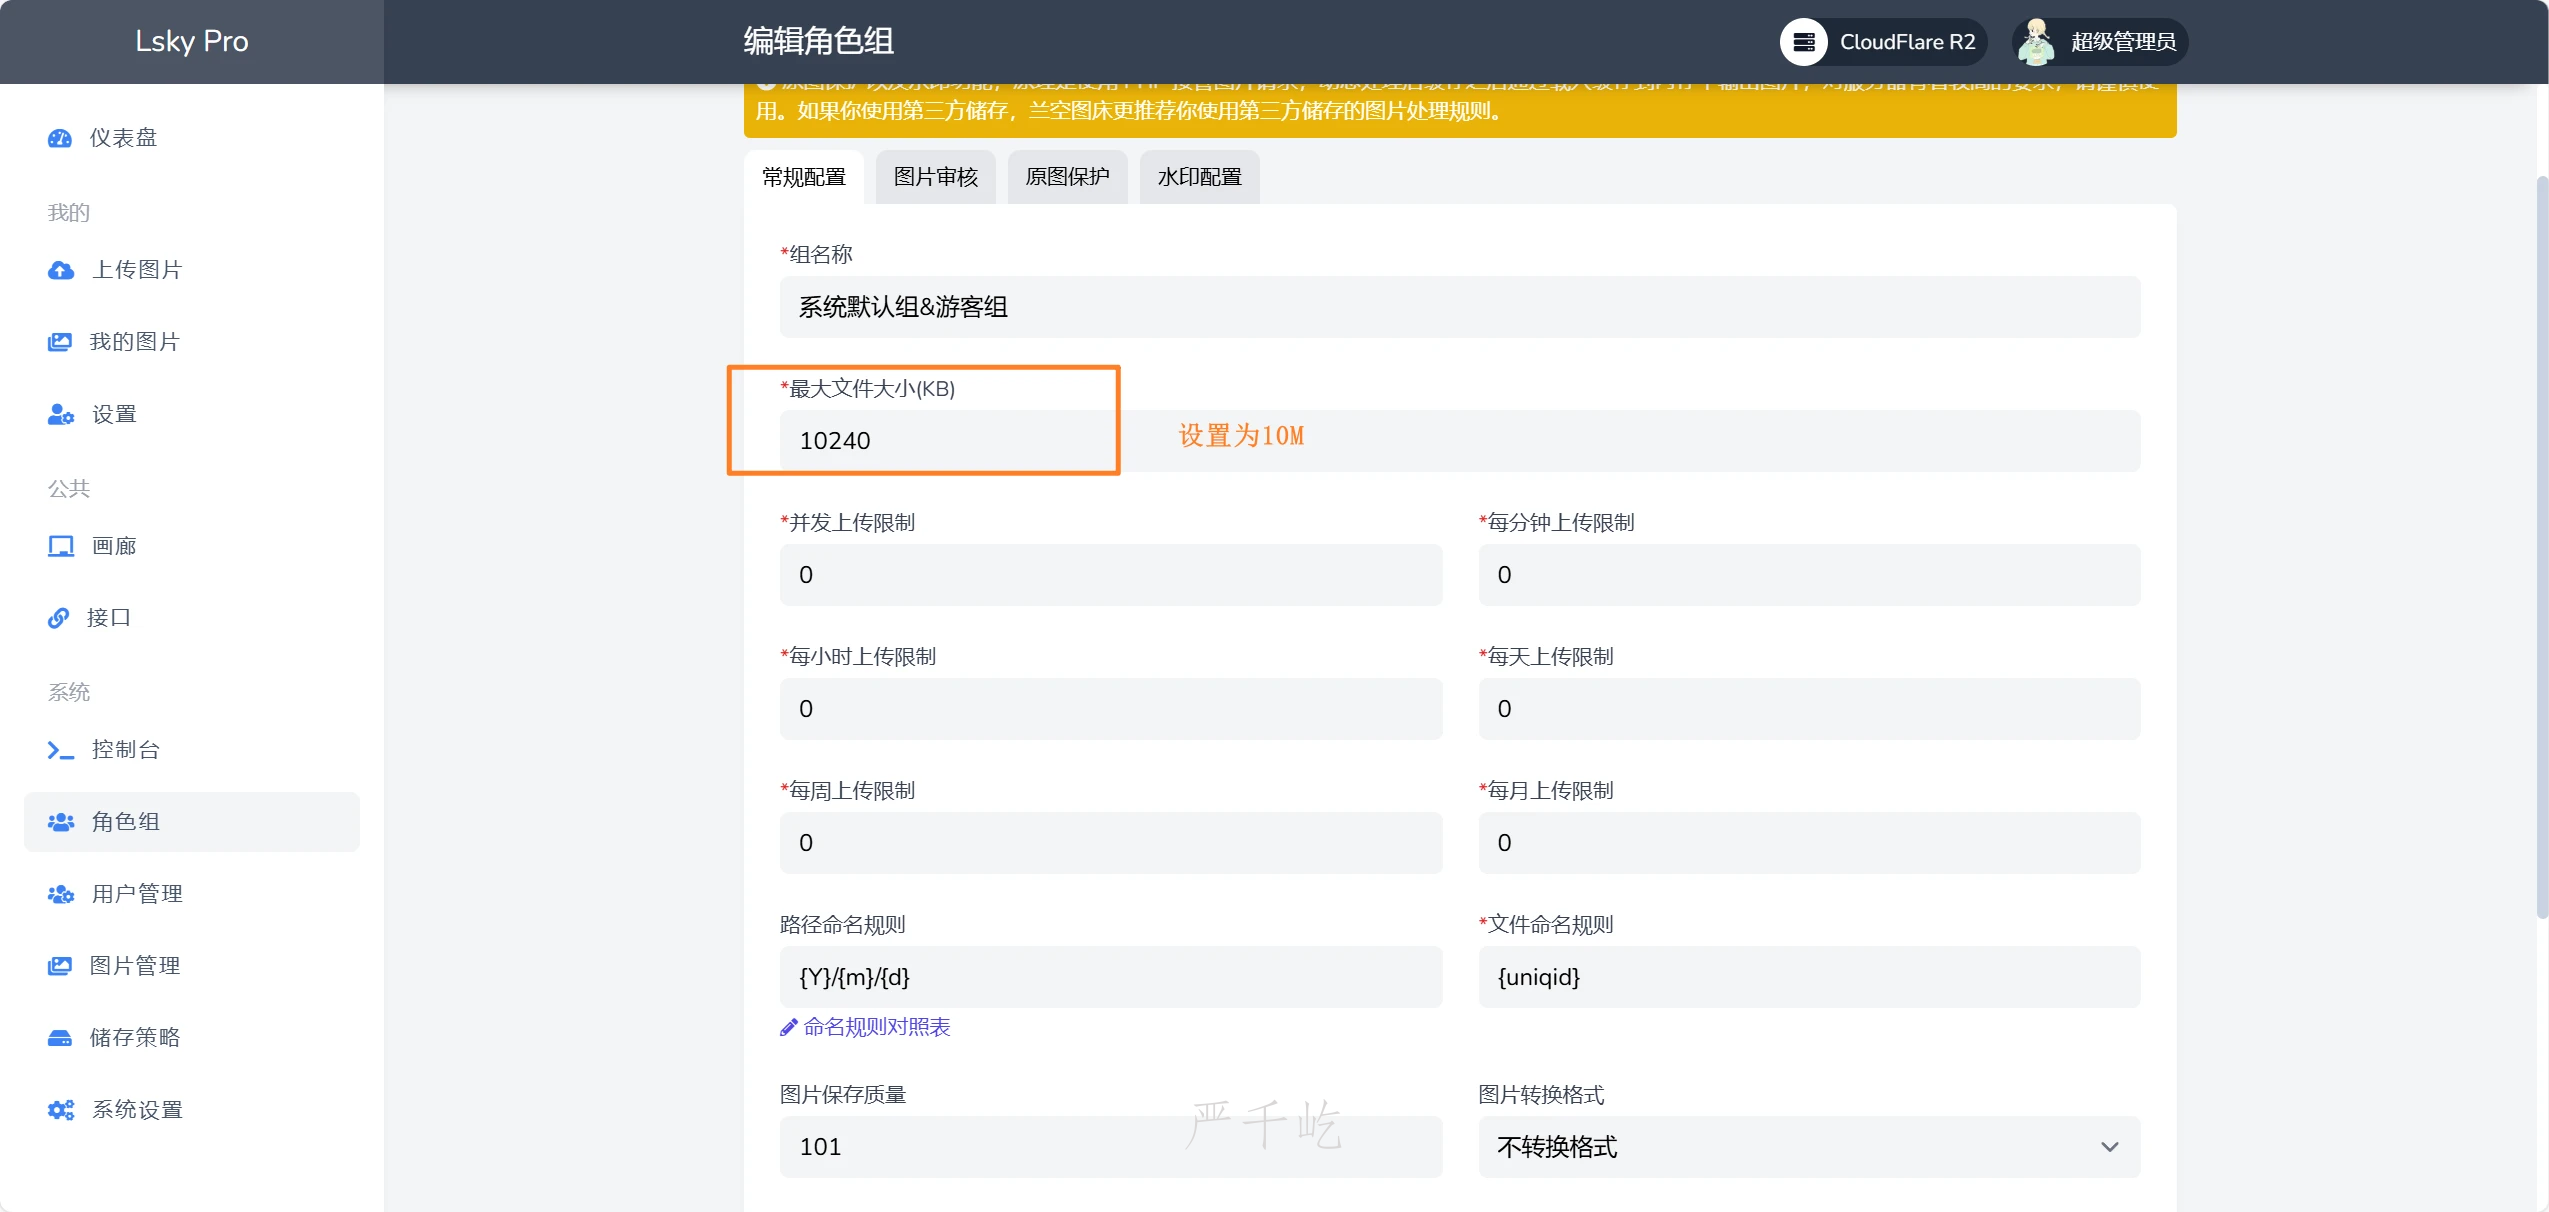 Lsky Pro
编辑角色组
CloudFlare R2
超级管理员
用。如果你使用第三方储存，兰空图床更推荐你使用第三方储存的图片处理规则。
仪表盘
我的
上传图片
我的图片
设置
公共
画廊
接口
系统
控制台
角色组
用户管理
图片管理
储存策略
系统设置
常规配置
图片审核
原图保护
水印配置
*组名称
系统默认组&游客组
*最大文件大小(KB)
10240
设置为10M
*并发上传限制
0
*每分钟上传限制
0
*每小时上传限制
0
*每天上传限制
0
*每周上传限制
0
*每月上传限制
0
路径命名规则
{Y}/{m}/{d}
*文件命名规则
{uniqid}
命名规则对照表
图片保存质量
101
图片转换格式
不转换格式
严千屹